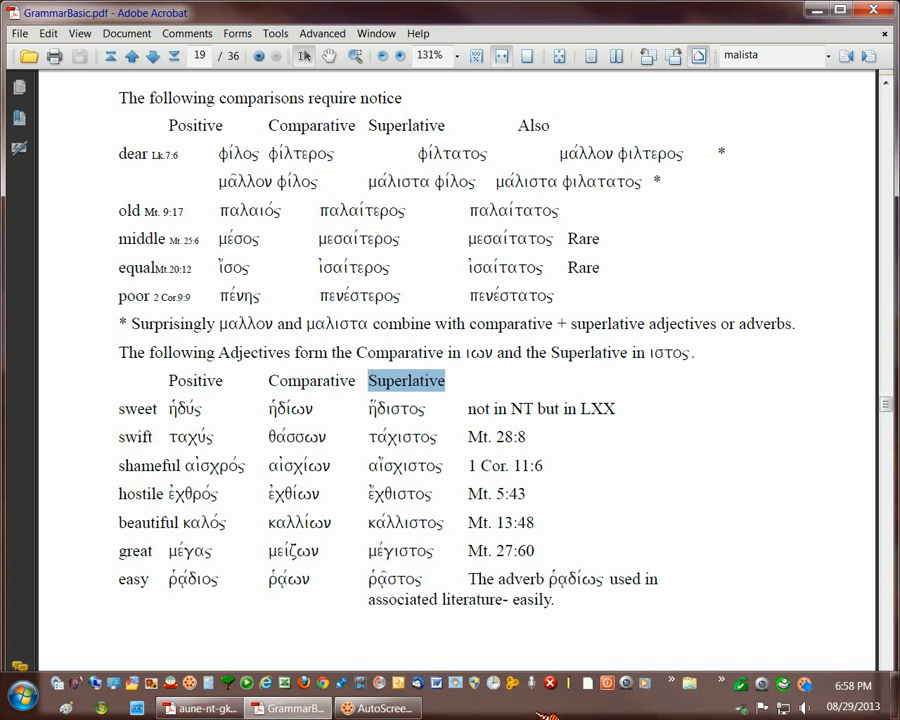 GrammarBasic.pdf - Adobe Acrobat
File Edit View Document Comments Forms Tools Advanced Window Help
19 / 36 131% malista
The following comparisons require notice
Positive Comparative Superlative Also
dear Lk.7:6 φίλος φίλτερος φίλτατος μάλλον φιλτερος *
μᾶλλον φίλος μάλιστα φίλος μάλιστα φιλατατος *
old Mt. 9:17 παλαιός παλαίτερος παλαίτατος
middle Mt. 25:6 μέσος μεσαίτερος μεσαίτατος Rare
equalMt.20:12 ἴσος ἰσαίτερος ἰσαίτατος Rare
poor 2 Cor.9:9 πένης πενέστερος πενέστατος
* Surprisingly μαλλον and μαλιστα combine with comparative + superlative adjectives or adverbs.
The following Adjectives form the Comparative in ιων and the Superlative in ιστος.
Positive Comparative Superlative
sweet ἡδύς ἡδίων ἥδιστος not in NT but in LXX
swift ταχύς θάσσων τάχιστος Mt. 28:8
shameful αἰσχρός αἰσχίων αἴσχιστος 1 Cor. 11:6
hostile ἐχθρός ἐχθίων ἔχθιστος Mt. 5:43
beautiful καλός καλλίων κάλλιστος Mt. 13:48
great μέγας μείζων μέγιστος Mt. 27:60
easy ῥᾴδιος ῥᾴων ῥᾷστος The adverb ῥᾳδίως used in
associated literature- easily.
6:58 PM
aune-nt-gk... GrammarB... AutoScree... 08/29/2013